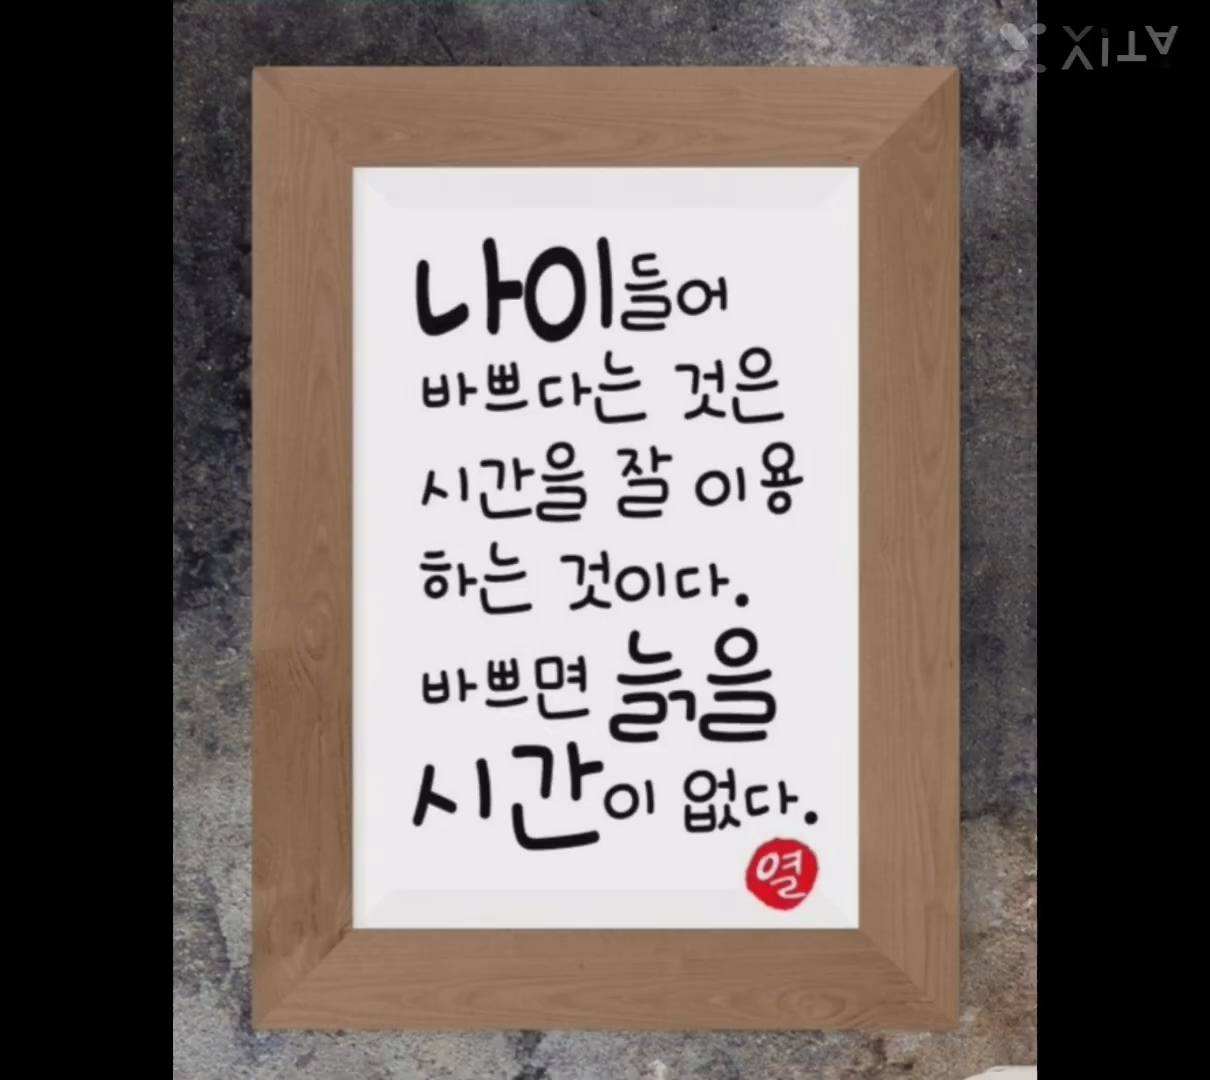 XiTA
나이들어
바쁘다는 것은
시간을 잘 이용
하는 것이다.
바쁘면 늙을
시간이 없다.
열